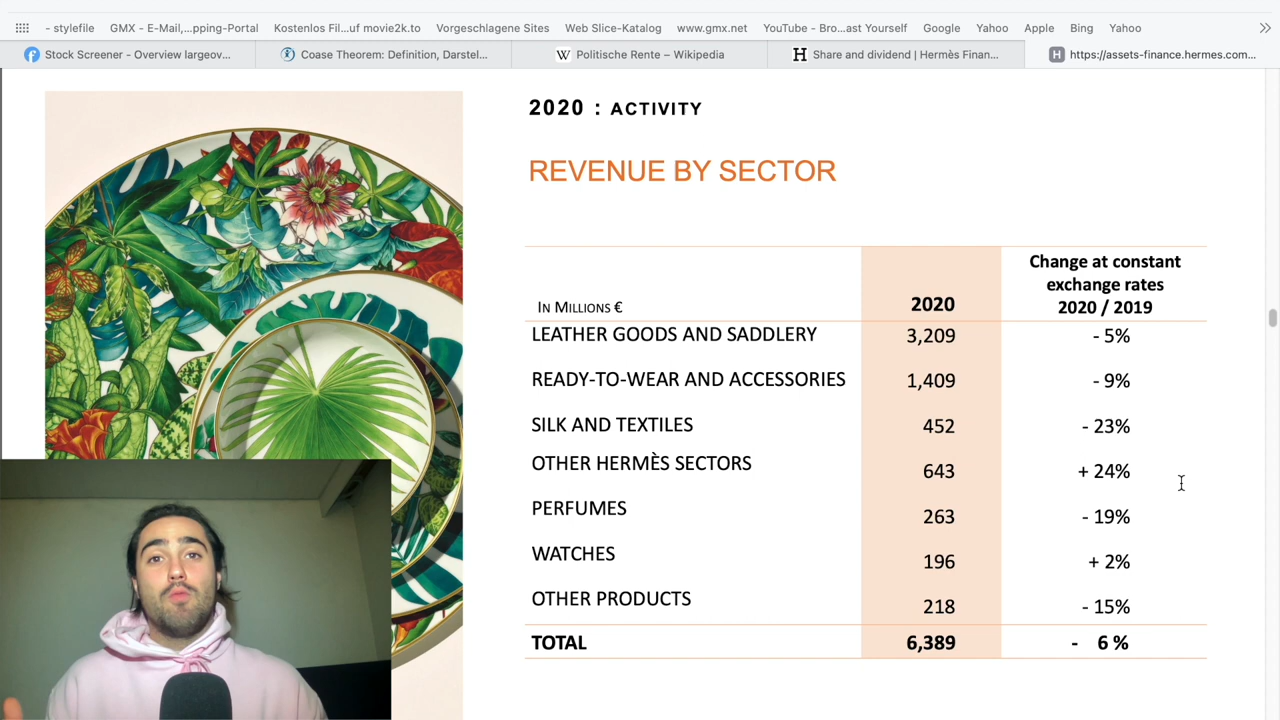 - stylefile GMX - E-Mail,...pping-Portal Kostenlos Fil...uf movie2k.to Vorgeschlagene Sites Web Slice-Katalog www.gmx.net YouTube - Bro...ast Yourself Google Yahoo Apple Bing Yahoo
Stock Screener - Overview largeov... Coase Theorem: Definition, Darstel... W Politische Rente – Wikipedia H Share and dividend | Hermès Finan... H https://assets-finance.hermes.com...
2020 : ACTIVITY
REVENUE BY SECTOR
Change at constant
exchange rates
IN MILLIONS € 2020 2020 / 2019
LEATHER GOODS AND SADDLERY 3,209 - 5%
READY-TO-WEAR AND ACCESSORIES 1,409 - 9%
SILK AND TEXTILES 452 - 23%
OTHER HERMÈS SECTORS 643 + 24%
PERFUMES 263 - 19%
WATCHES 196 + 2%
OTHER PRODUCTS 218 - 15%
TOTAL 6,389 - 6 %